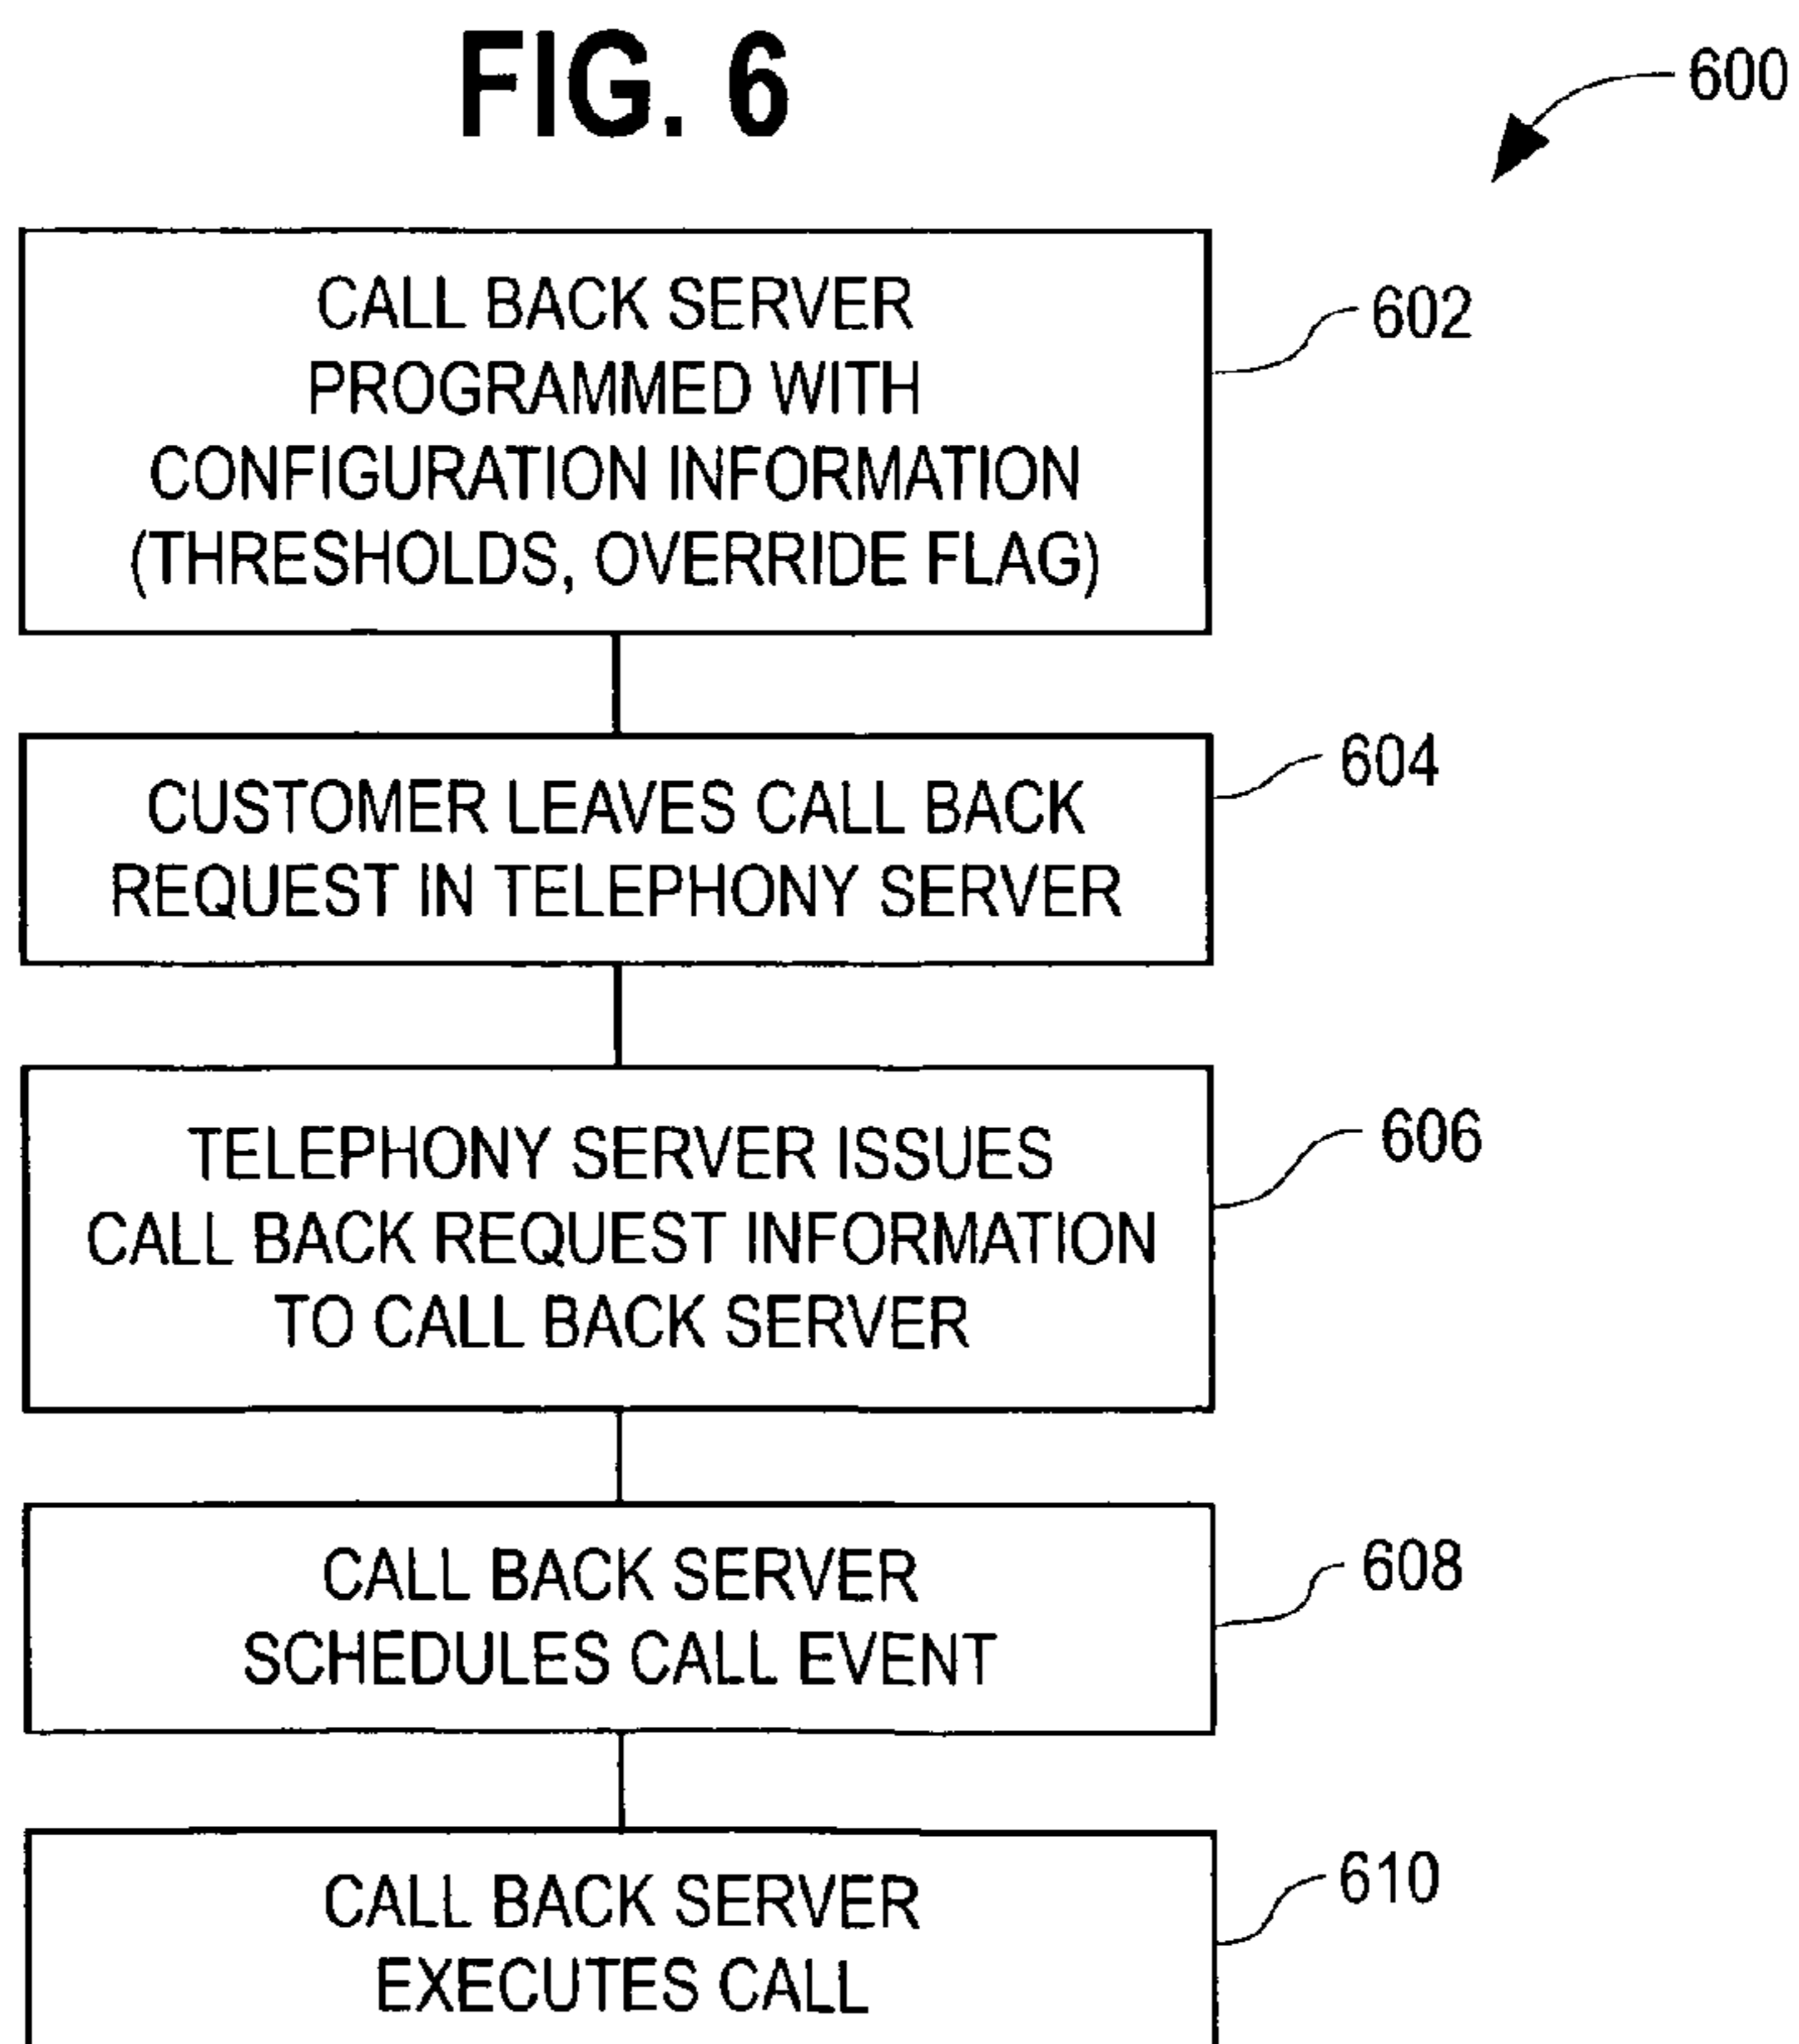 FIG. 6
600
CALL BACK SERVER
PROGRAMMED WITH
CONFIGURATION INFORMATION
(THRESHOLDS, OVERRIDE FLAG)
602
CUSTOMER LEAVES CALL BACK
REQUEST IN TELEPHONY SERVER
604
TELEPHONY SERVER ISSUES
CALL BACK REQUEST INFORMATION
TO CALL BACK SERVER
606
CALL BACK SERVER
SCHEDULES CALL EVENT
608
CALL BACK SERVER
EXECUTES CALL
610